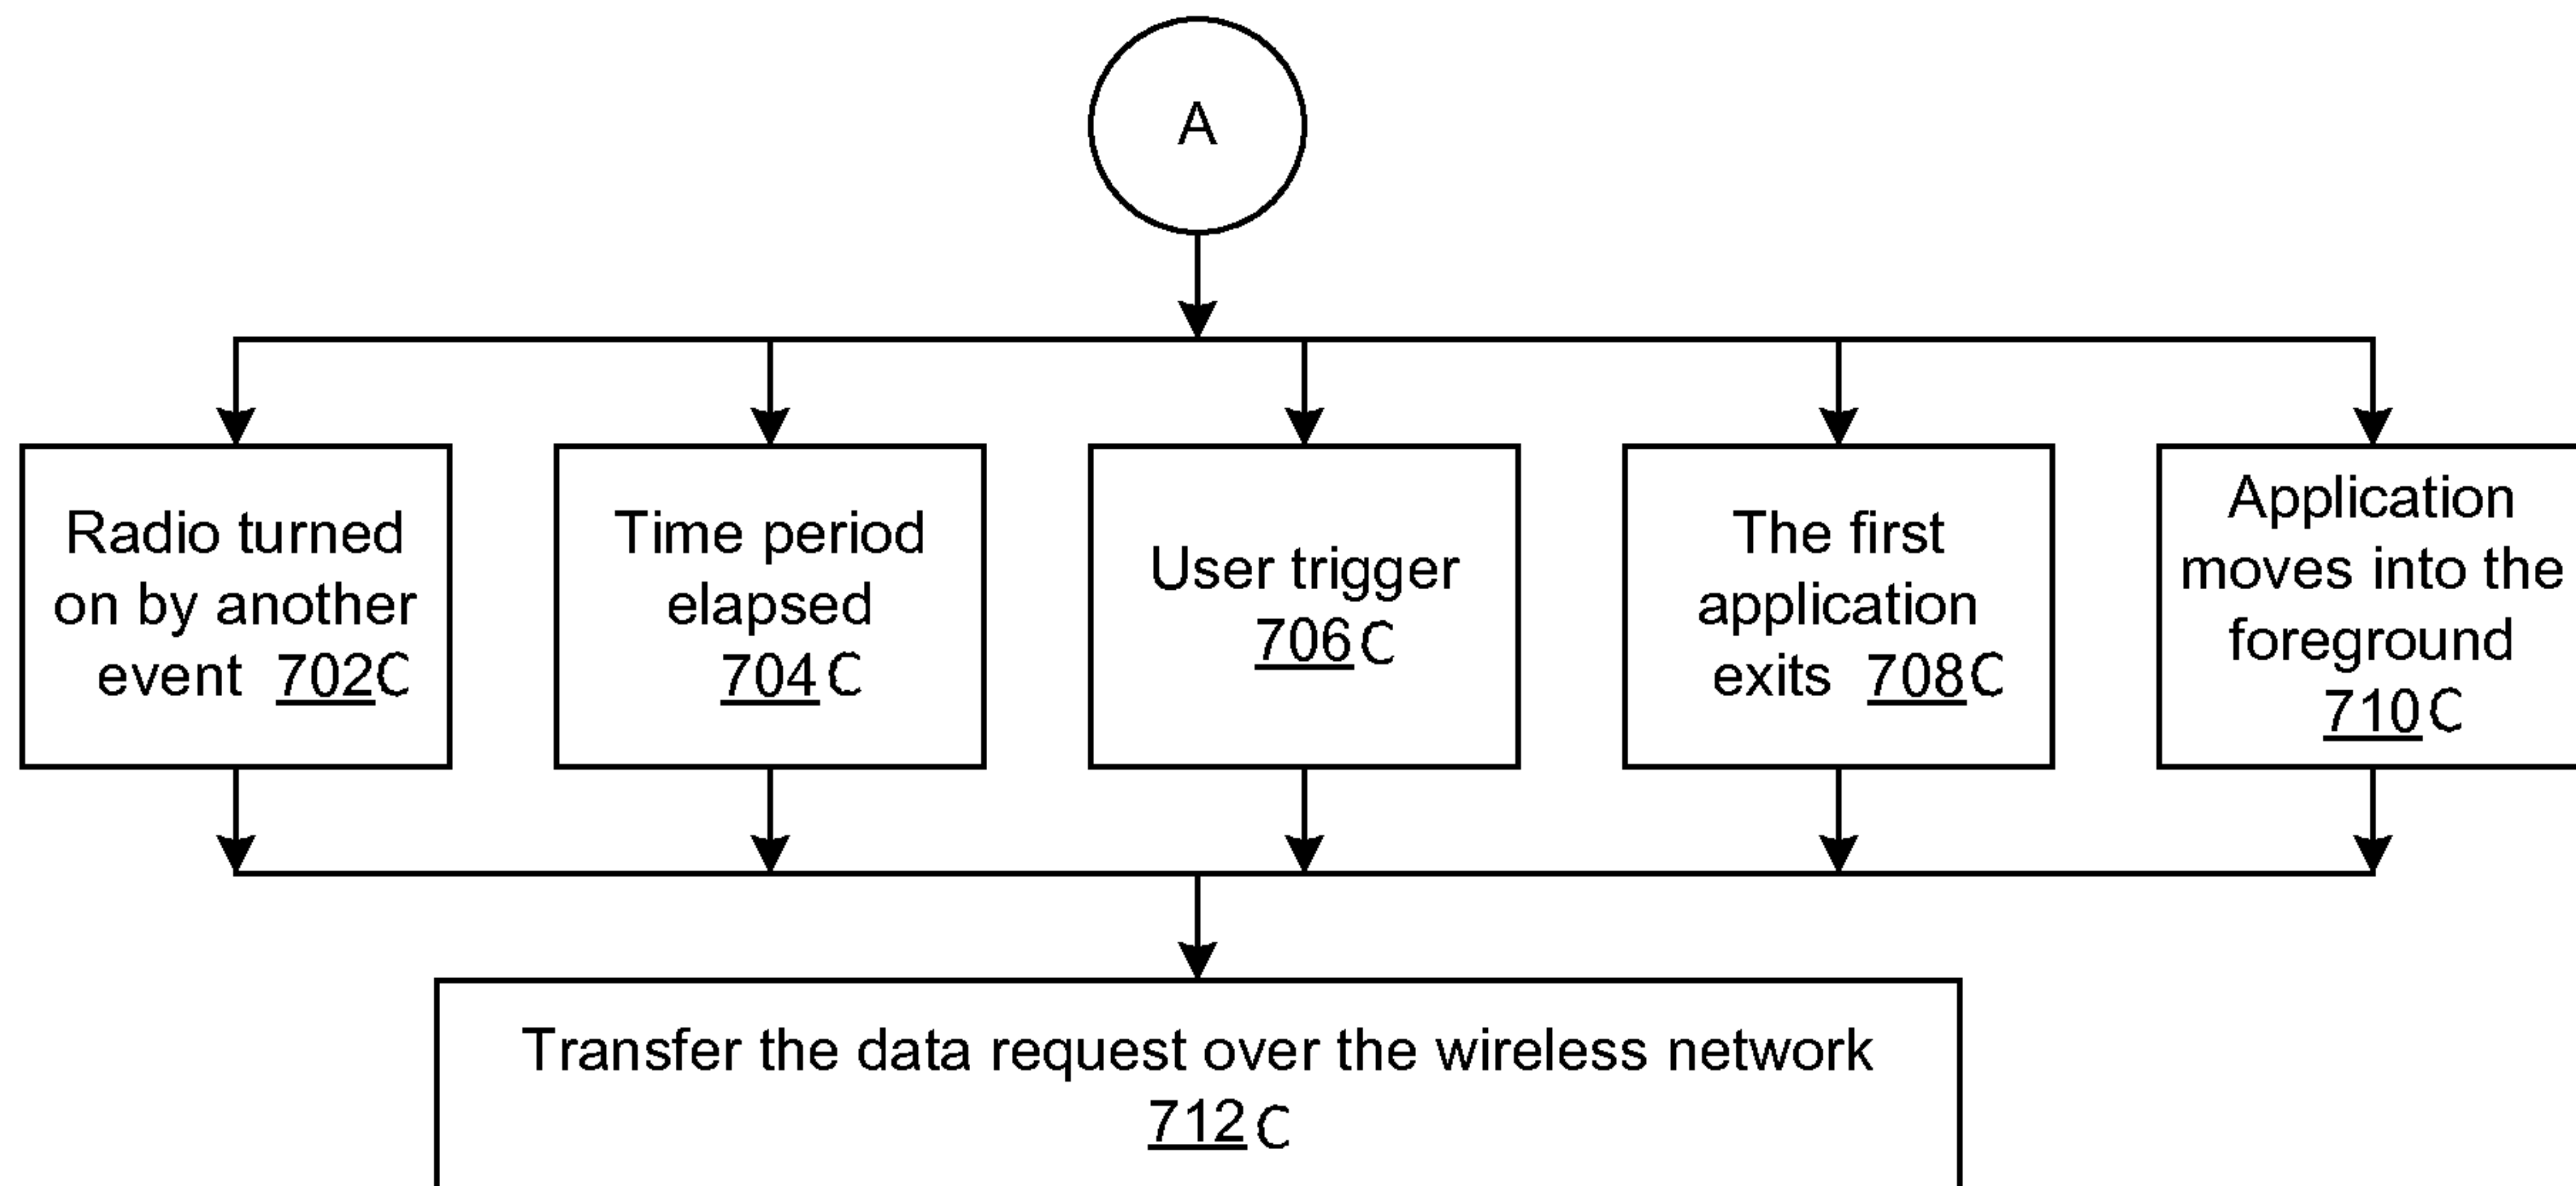 A
Radio turned
on by another
event 702C
Time period
elapsed
704C
User trigger
706C
The first
application
exits 708C
Application
moves into the
foreground
710C
Transfer the data request over the wireless network
712C